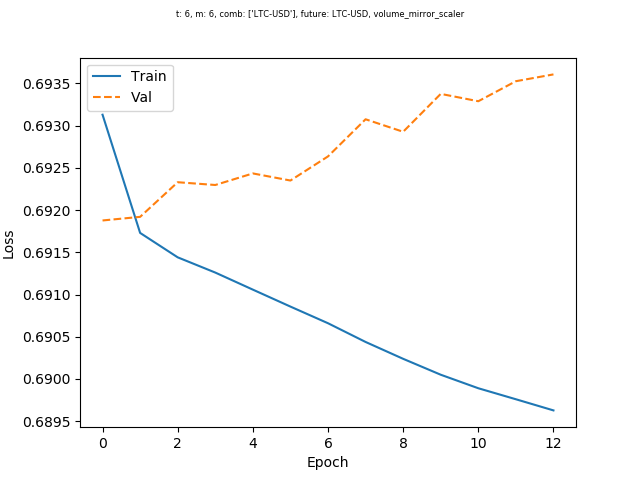 t: 6, m: 6, comb: ['LTC-USD'], future: LTC-USD, volume_mirror_scaler
Train
Val
0.6935
0.6930
0.6925
0.6920
0.6915
0.6910
0.6905
0.6900
0.6895
Loss
0 2 4 6 8 10 12
Epoch